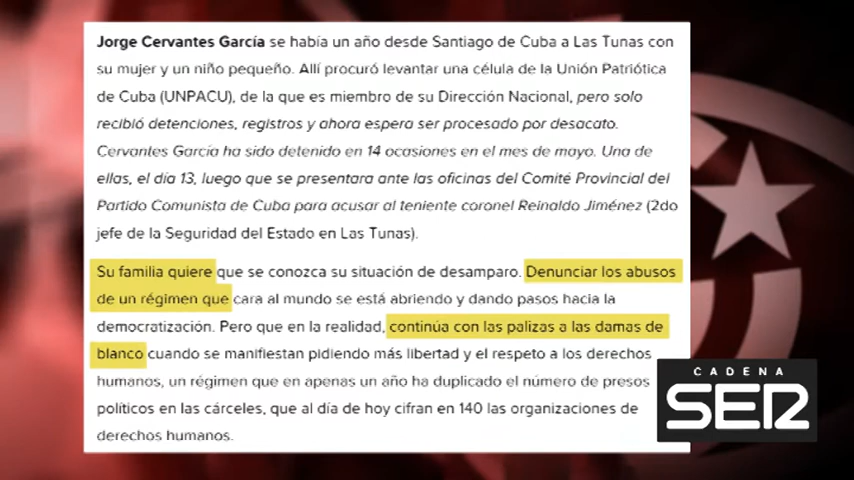 Jorge Cervantes García se había un año desde Santiago de Cuba a Las Tunas con
su mujer y un niño pequeño. Allí procuró levantar una célula de la Unión Patriótica
de Cuba (UNPACU), de la que es miembro de su Dirección Nacional, pero solo
recibió detenciones, registros y ahora espera ser procesado por desacato.
Cervantes García ha sido detenido en 14 ocasiones en el mes de mayo. Una de
ellas, el día 13, luego que se presentara ante las oficinas del Comité Provincial del
Partido Comunista de Cuba para acusar al teniente coronel Reinaldo Jiménez (2do
jefe de la Seguridad del Estado en Las Tunas).
Su familia quiere que se conozca su situación de desamparo. Denunciar los abusos
de un régimen que cara al mundo se está abriendo y dando pasos hacia la
democratización. Pero que en la realidad, continúa con las palizas a las damas de
blanco cuando se manifiestan pidiendo más libertad y el respeto a los derechos
humanos, un régimen que en apenas un año ha duplicado el número de presos
políticos en las cárceles, que al día de hoy cifran en 140 las organizaciones de
derechos humanos.
CADENA
SER